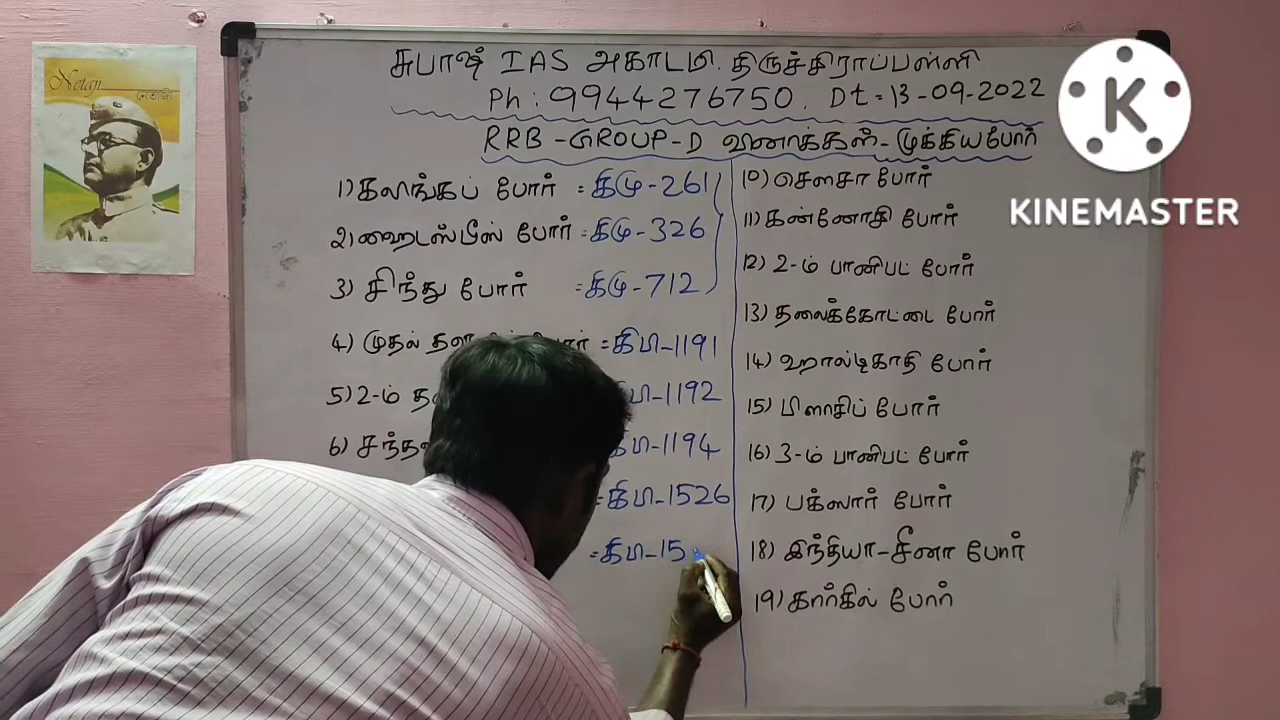 Netaji
নেতাজী
சுபாஷ் IAS அகாடமி. திருச்சிராப்பள்ளி
Ph : 9944276750. Dt = 13-09-2022
RRB - GROUP - D வினாக்கள் - முக்கிய போர்
1) கலிங்கப் போர் = கிமு - 261
2) ஹைடஸ்பீஸ் போர் = கிமு - 326
3) சிந்து போர் = கிமு - 712
4) முதல் போர் = கிபி - 1191
5) 2-ம் கிபி - 1192
6) கிபி - 1194
= கிபி - 1526
= கிபி - 15
10) சௌசா போர்
11) கன்னோசி போர்
12) 2-ம் பானிபட் போர்
13) தலைக்கோட்டை போர்
14) ஹால்டிகாதி போர்
15) பிளாசிப் போர்
16) 3-ம் பானிபட் போர்
17) பக்ஸார் போர்
18) இந்தியா - சீனா போர்
19) கார்கில் போர்
K
KINEMASTER